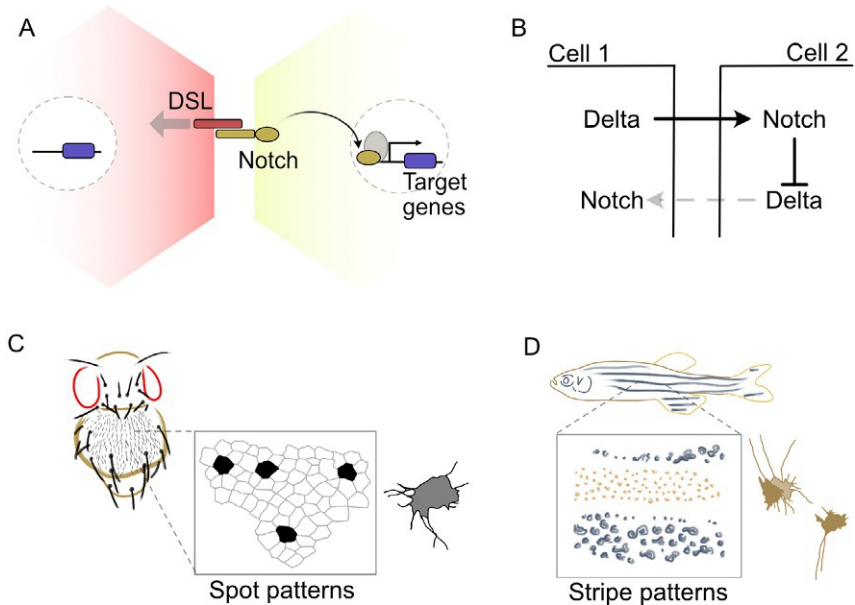 A
DSL
Notch
Target
genes
B
Cell 1
Cell 2
Delta
Notch
Notch
Delta
C
Spot patterns
D
Stripe patterns